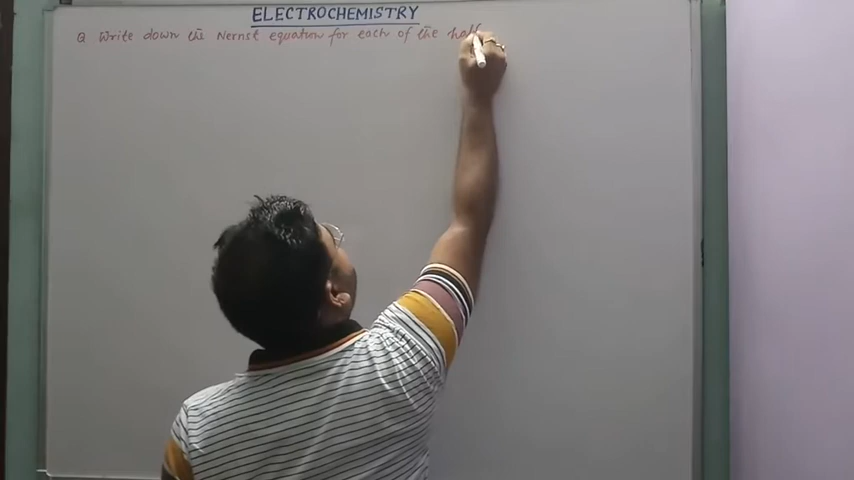 ELECTROCHEMISTRY
Q Write down the Nernst equation for each of the half